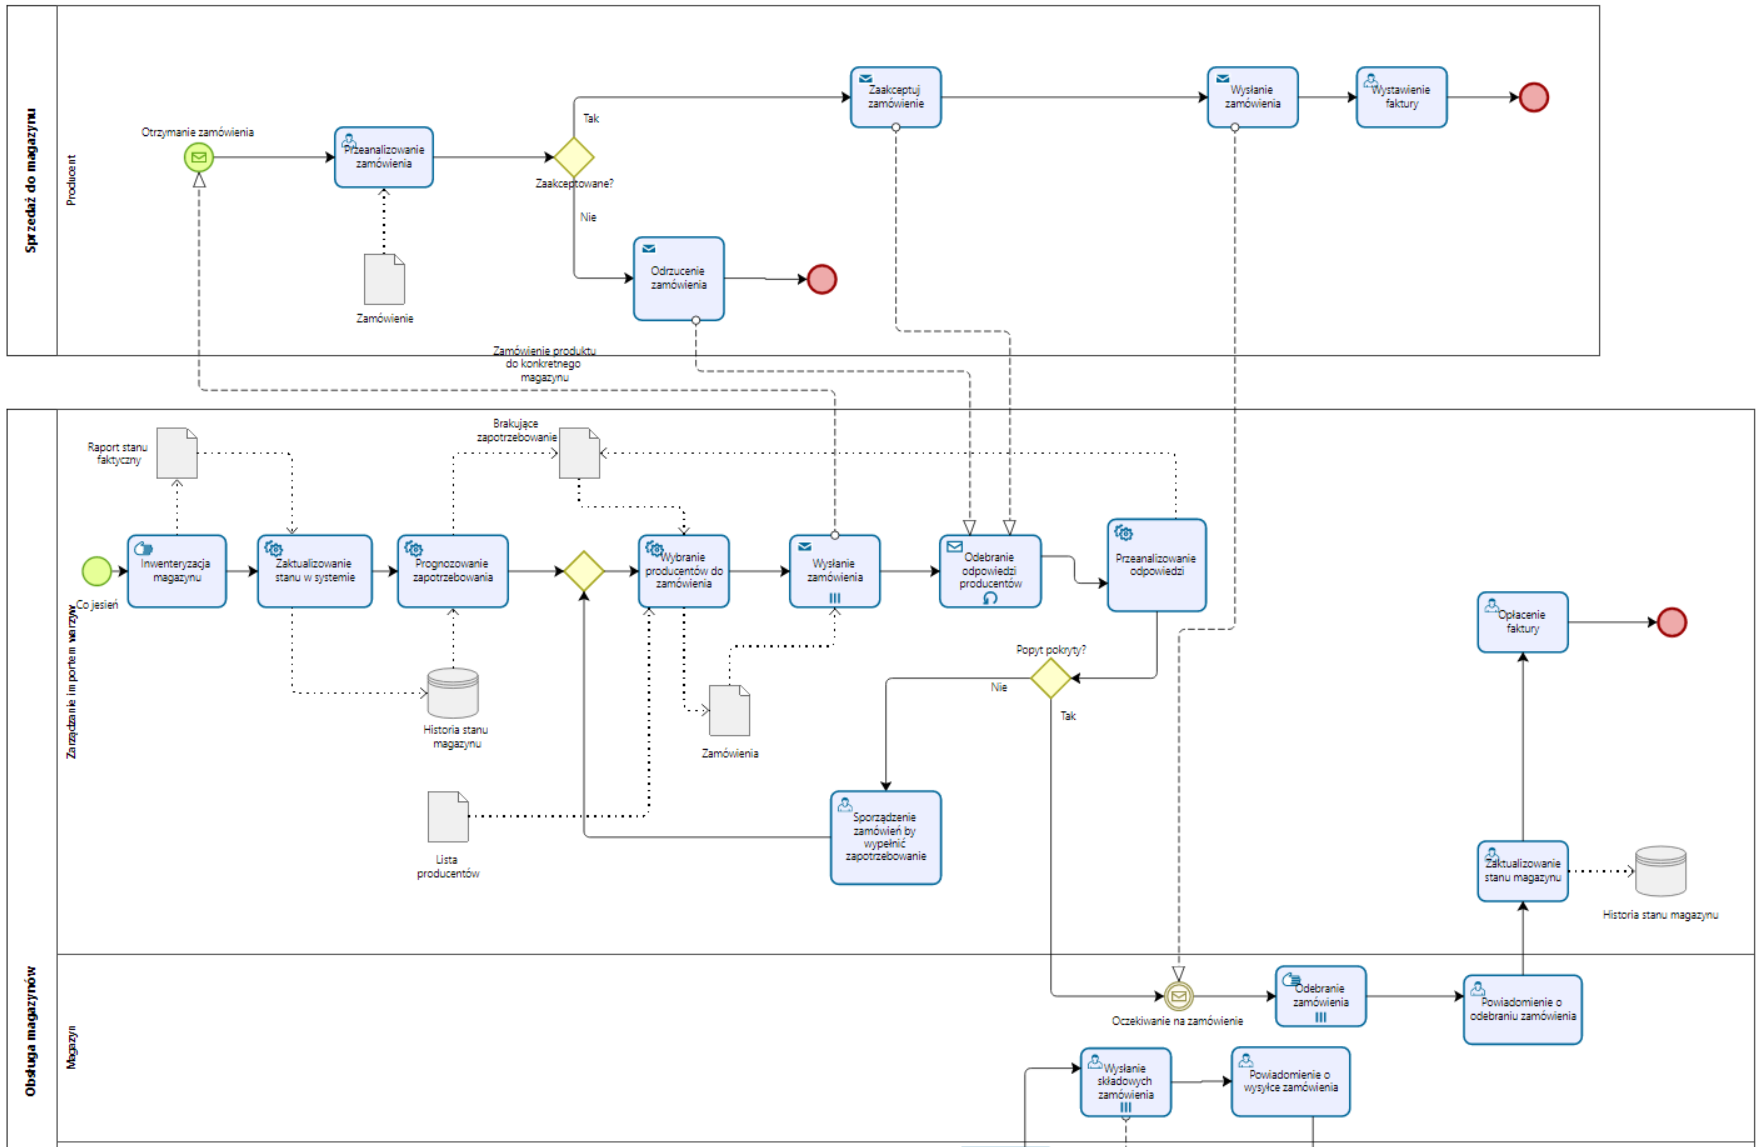 Sprzedaż do magazynu
Producent
Otrzymanie zamówienia
Przeanalizowanie
zamówienia
Zamówienie
Tak
Zaakceptowane?
Nie
Zaakceptuj
zamówienie
Wysłanie
zamówienia
Wystawienie
faktury
Odrzucenie
zamówienia
Zamówienie produktu
do konkretnego
magazynu
Obsługa magazynów
Zarządzanie importem warzyw
Raport stanu
faktyczny
Brakujące
zapotrzebowanie
Co jesień
Inwenteryzacja
magazynu
Zaktualizowanie
stanu w systemie
Prognozowanie
zapotrzebowania
Wybranie
producentów do
zamówienia
Wysłanie
zamówienia
Odebranie
odpowiedzi
producentów
Przeanalizowanie
odpowiedzi
Historia stanu
magazynu
Zamówienia
Lista
producentów
Popyt pokryty?
Nie
Tak
Sporządzenie
zamówień by
wypełnić
zapotrzebowanie
Opłacenie
faktury
Zaktualizowanie
stanu magazynu
Historia stanu magazynu
Magazyn
Oczekiwanie na zamówienie
Odebranie
zamówienia
Powiadomienie o
odebraniu zamówienia
Wysłanie
składowych
zamówienia
Powiadomienie o
wysyłce zamówienia